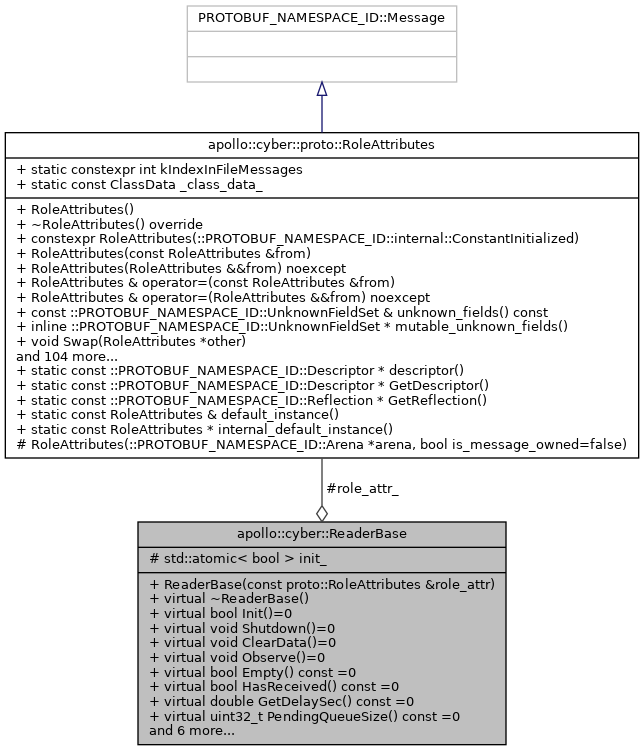 PROTOBUF_NAMESPACE_ID::Message
apollo::cyber::proto::RoleAttributes
+ static constexpr int kIndexInFileMessages
+ static const ClassData _class_data_
+ RoleAttributes()
+ ~RoleAttributes() override
+ constexpr RoleAttributes(::PROTOBUF_NAMESPACE_ID::internal::ConstantInitialized)
+ RoleAttributes(const RoleAttributes &from)
+ RoleAttributes(RoleAttributes &&from) noexcept
+ RoleAttributes & operator=(const RoleAttributes &from)
+ RoleAttributes & operator=(RoleAttributes &&from) noexcept
+ const ::PROTOBUF_NAMESPACE_ID::UnknownFieldSet & unknown_fields() const
+ inline ::PROTOBUF_NAMESPACE_ID::UnknownFieldSet * mutable_unknown_fields()
+ void Swap(RoleAttributes *other)
and 104 more...
+ static const ::PROTOBUF_NAMESPACE_ID::Descriptor * descriptor()
+ static const ::PROTOBUF_NAMESPACE_ID::Descriptor * GetDescriptor()
+ static const ::PROTOBUF_NAMESPACE_ID::Reflection * GetReflection()
+ static const RoleAttributes & default_instance()
+ static const RoleAttributes * internal_default_instance()
# RoleAttributes(::PROTOBUF_NAMESPACE_ID::Arena *arena, bool is_message_owned=false)
#role_attr_
apollo::cyber::ReaderBase
# std::atomic< bool > init_
+ ReaderBase(const proto::RoleAttributes &role_attr)
+ virtual ~ReaderBase()
+ virtual bool Init()=0
+ virtual void Shutdown()=0
+ virtual void ClearData()=0
+ virtual void Observe()=0
+ virtual bool Empty() const =0
+ virtual bool HasReceived() const =0
+ virtual double GetDelaySec() const =0
+ virtual uint32_t PendingQueueSize() const =0
and 6 more...